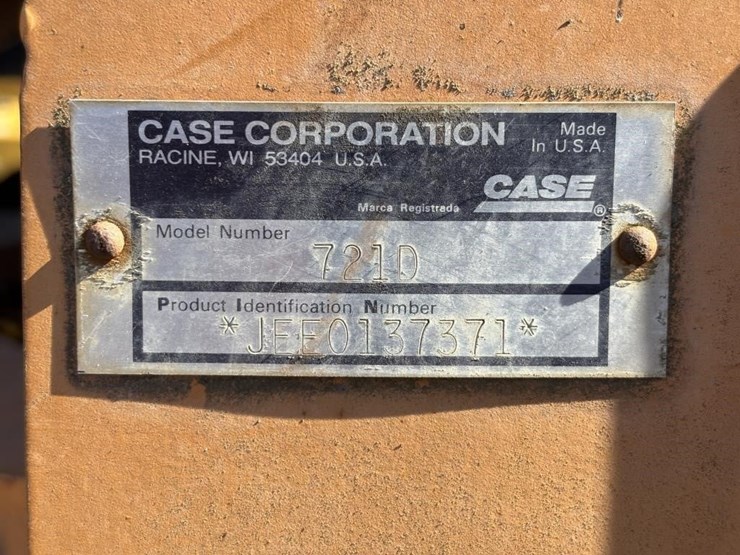 CASE CORPORATION
RACINE, WI 53404 U.S.A.
Made
In U.S.A.
CASE
®
Marca Registrada
Model Number
721D
Product Identification Number
*JEE0137371*